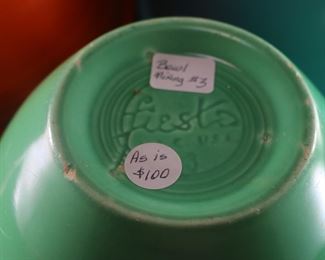 Bowl
Mixing #3
fiesta
U.S.A.
As is
$100